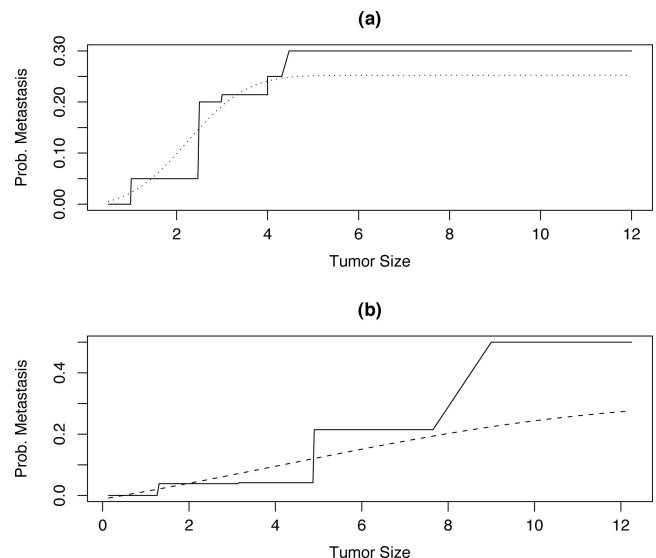 (a)
Prob. Metastasis
0.00 0.10 0.20 0.30
2 4 6 8 10 12
Tumor Size
(b)
Prob. Metastasis
0.0 0.2 0.4
0 2 4 6 8 10 12
Tumor Size